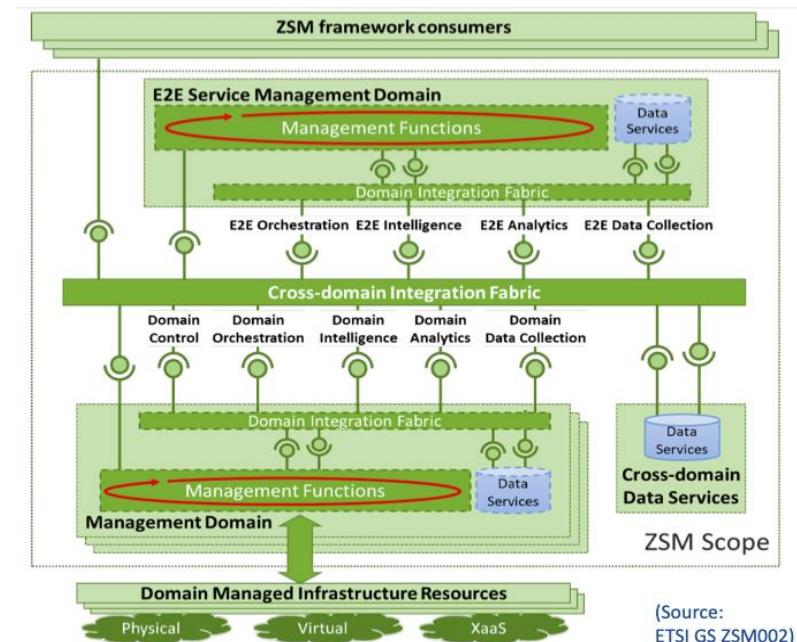 ZSM framework consumers
E2E Service Management Domain
Management Functions
Data
Services
Domain Integration Fabric
E2E Orchestration E2E Intelligence E2E Analytics E2E Data Collection
Cross-domain Integration Fabric
Domain
Control
Domain
Orchestration
Domain
Intelligence
Domain
Analytics
Domain
Data Collection
Domain Integration Fabric
Management Functions
Data
Services
Management Domain
Data
Services
Cross-domain
Data Services
ZSM Scope
Domain Managed Infrastructure Resources
Physical
Virtual
XaaS
(Source:
ETSI GS ZSM002)